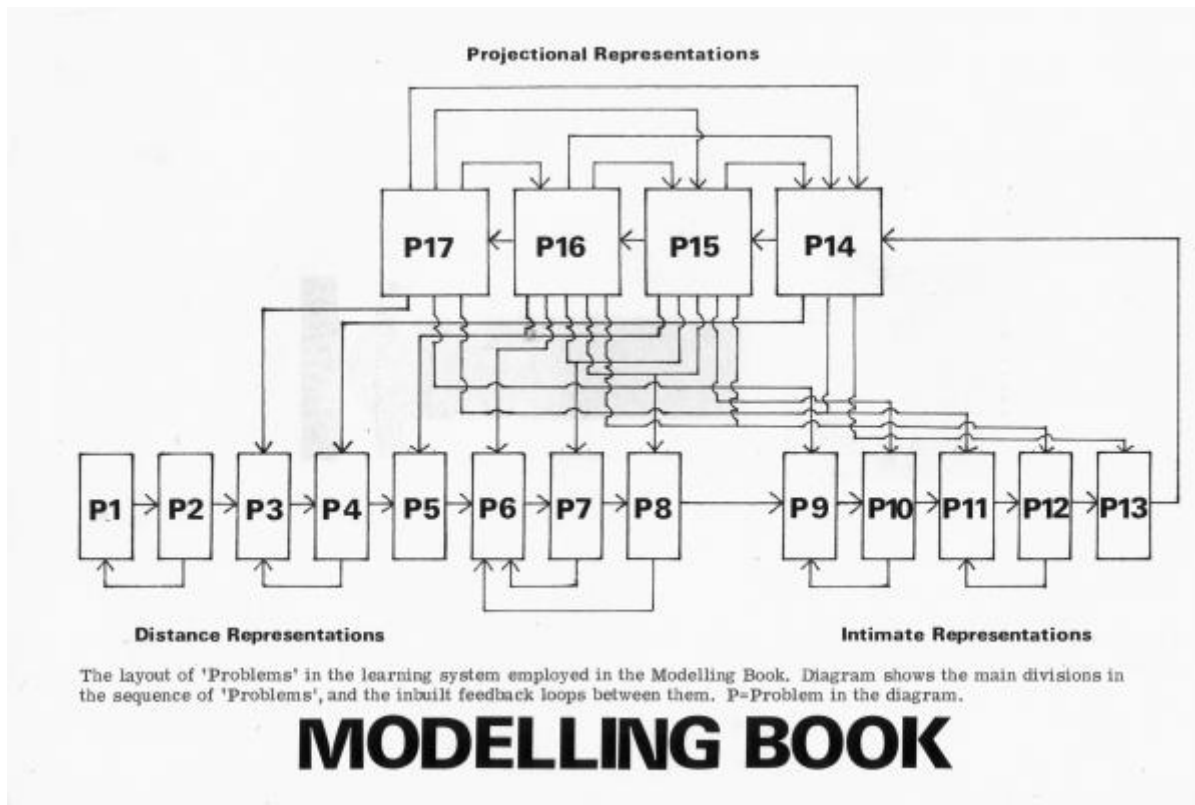 Projectional Representations
P17 P16 P15 P14
P1 P2 P3 P4 P5 P6 P7 P8 P9 P10 P11 P12 P13
Distance Representations Intimate Representations
The layout of 'Problems' in the learning system employed in the Modelling Book. Diagram shows the main divisions in
the sequence of 'Problems', and the inbuilt feedback loops between them. P=Problem in the diagram.
MODELLING BOOK